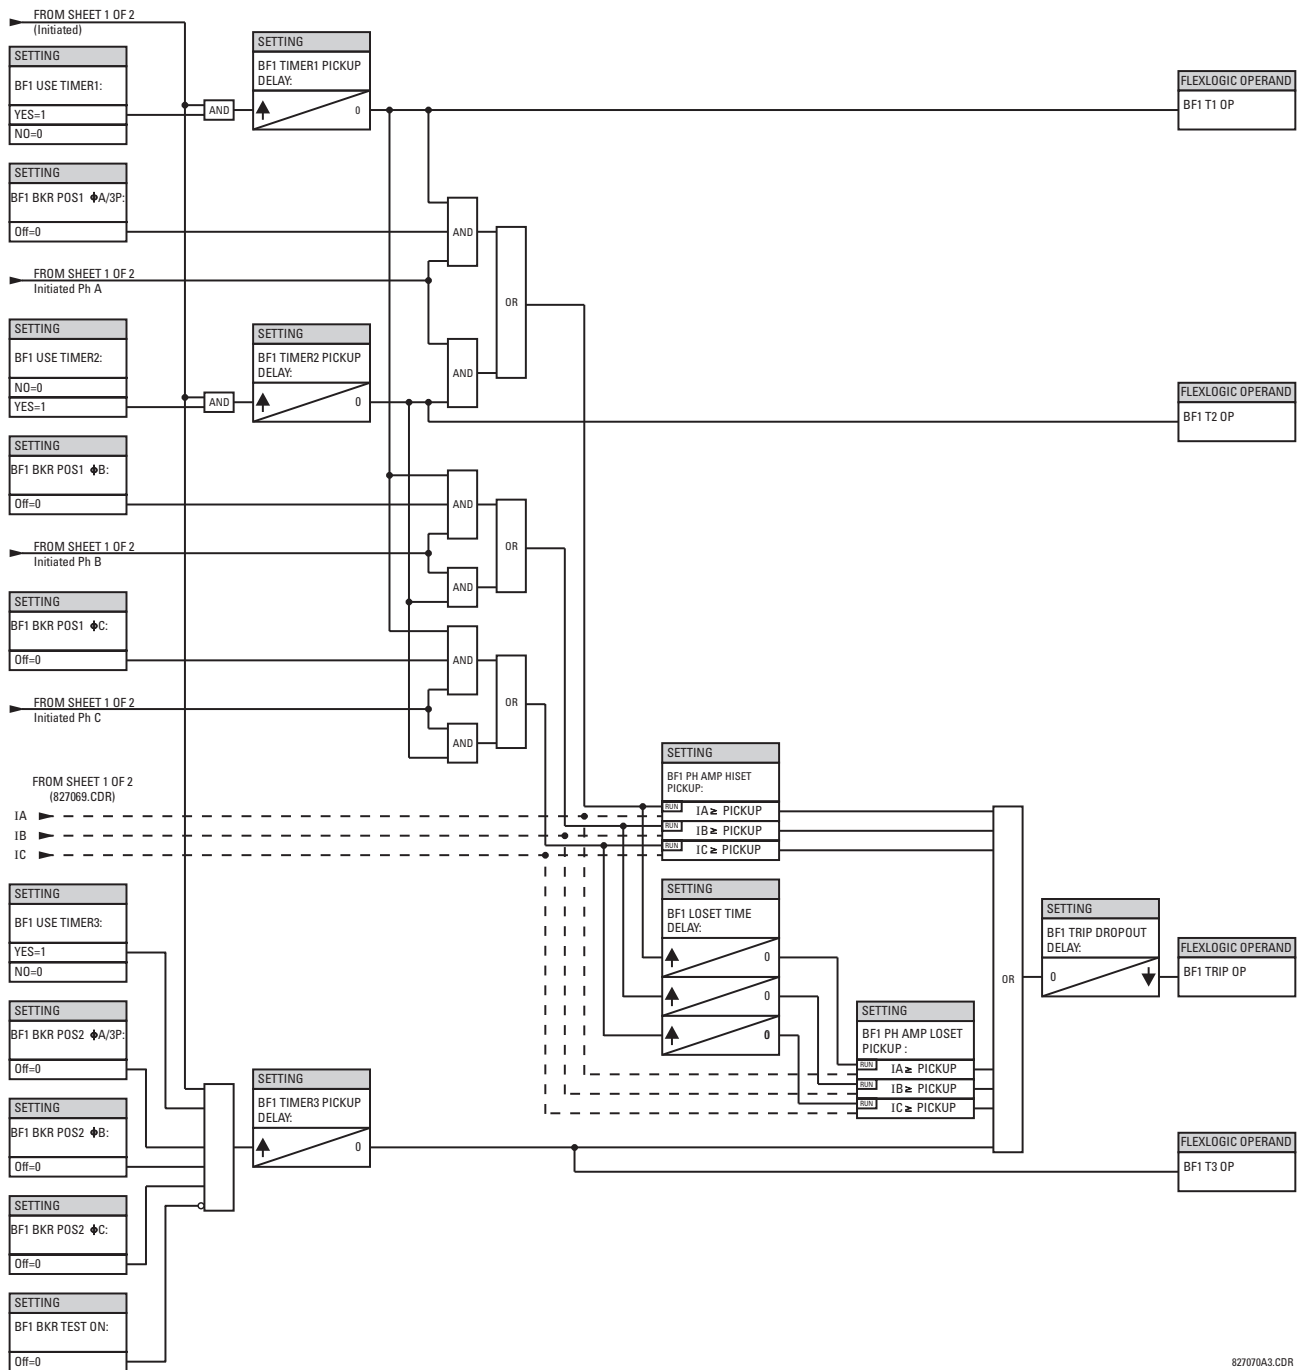 FROM SHEET 1 OF 2
(Initiated)
SETTING
BF1 USE TIMER1:
YES=1
NO=0
SETTING
BF1 TIMER1 PICKUP
DELAY:
0
AND
FLEXLOGIC OPERAND
BF1 T1 OP
SETTING
BF1 BKR POS1 ϕA/3P:
Off=0
AND
FROM SHEET 1 OF 2
Initiated Ph A
OR
SETTING
BF1 USE TIMER2:
NO=0
YES=1
AND
SETTING
BF1 TIMER2 PICKUP
DELAY:
0
AND
FLEXLOGIC OPERAND
BF1 T2 OP
SETTING
BF1 BKR POS1 ϕB:
Off=0
AND
FROM SHEET 1 OF 2
Initiated Ph B
OR
AND
SETTING
BF1 BKR POS1 ϕC:
Off=0
AND
FROM SHEET 1 OF 2
Initiated Ph C
OR
AND
FROM SHEET 1 OF 2
(827069.CDR)
IA
IB
IC
SETTING
BF1 PH AMP HISET
PICKUP:
RUN IA ≥ PICKUP
RUN IB ≥ PICKUP
RUN IC ≥ PICKUP
SETTING
BF1 USE TIMER3:
YES=1
NO=0
SETTING
BF1 LOSET TIME
DELAY:
0
0
0
OR
SETTING
BF1 TRIP DROPOUT
DELAY:
0
FLEXLOGIC OPERAND
BF1 TRIP OP
SETTING
BF1 BKR POS2 ϕA/3P:
Off=0
SETTING
BF1 PH AMP LOSET
PICKUP :
RUN IA ≥ PICKUP
RUN IB ≥ PICKUP
RUN IC ≥ PICKUP
SETTING
BF1 BKR POS2 ϕB:
Off=0
SETTING
BF1 TIMER3 PICKUP
DELAY:
0
FLEXLOGIC OPERAND
BF1 T3 OP
SETTING
BF1 BKR POS2 ϕC:
Off=0
SETTING
BF1 BKR TEST ON:
Off=0
827070A3.CDR